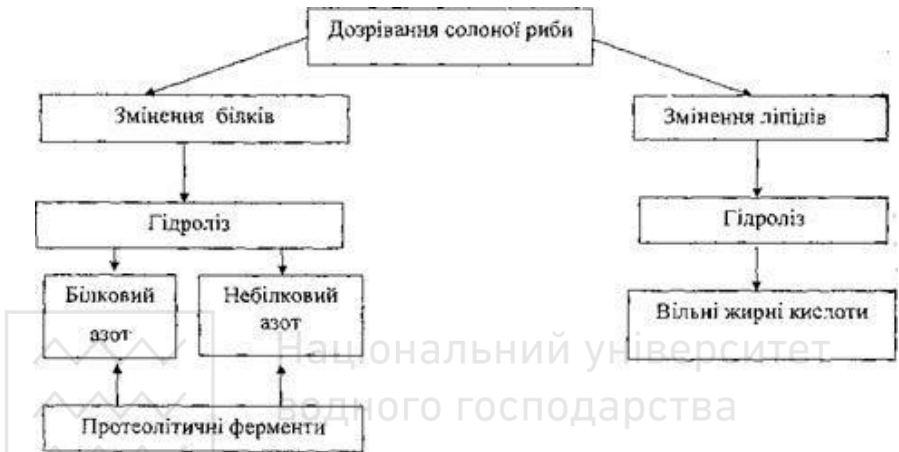 Дозрівання солоної риби
Змінення білків
Змінення ліпідів
Гідроліз
Гідроліз
Білковий
азот
Небілковий
азот
Вільні жирні кислоти
Національний університет
водного господарства
Протеолітичні ферменти